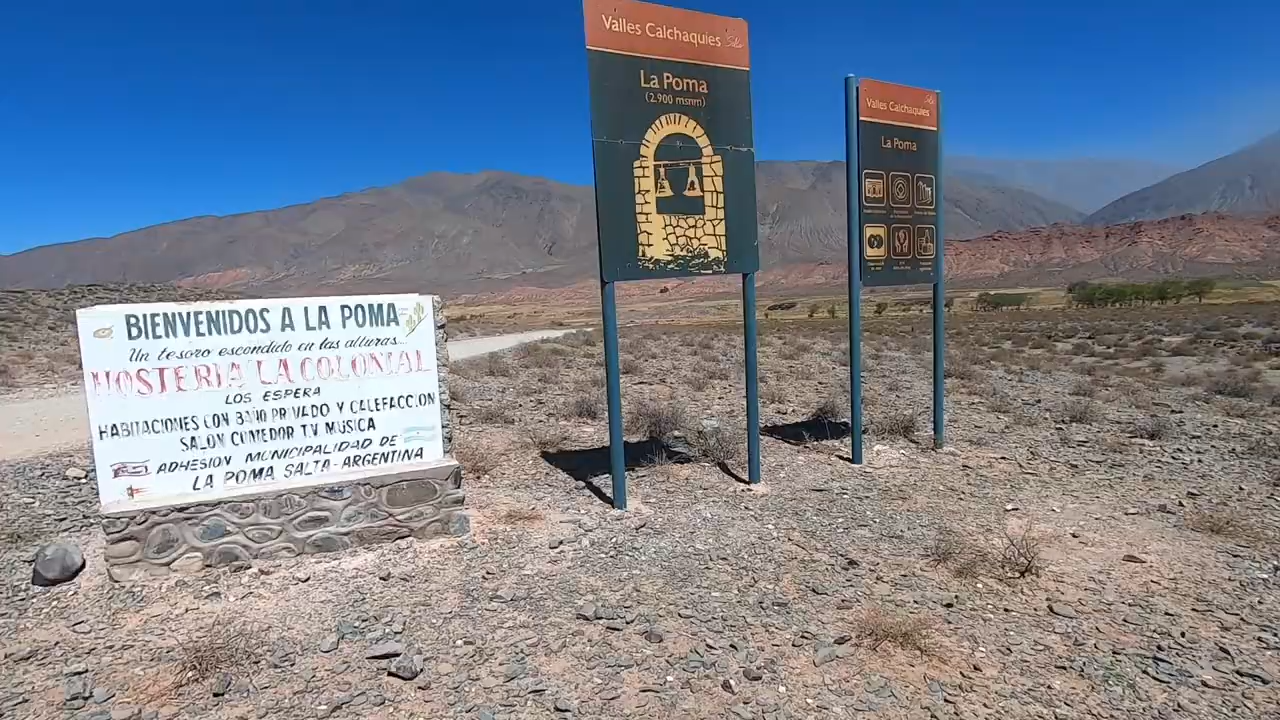 BIENVENIDOS A LA POMA
Un tesoro escondido en las alturas...
HOSTERIA LA COLONIAL
LOS ESPERA
HABITACIONES CON BAÑO PRIVADO Y CALEFACCION
SALON COMEDOR T.V MUSICA
ADHESION MUNICIPALIDAD DE
LA POMA SALTA-ARGENTINA
Valles Calchaquíes
La Poma
(2.900 msnm)
Valles Calchaquíes
La Poma